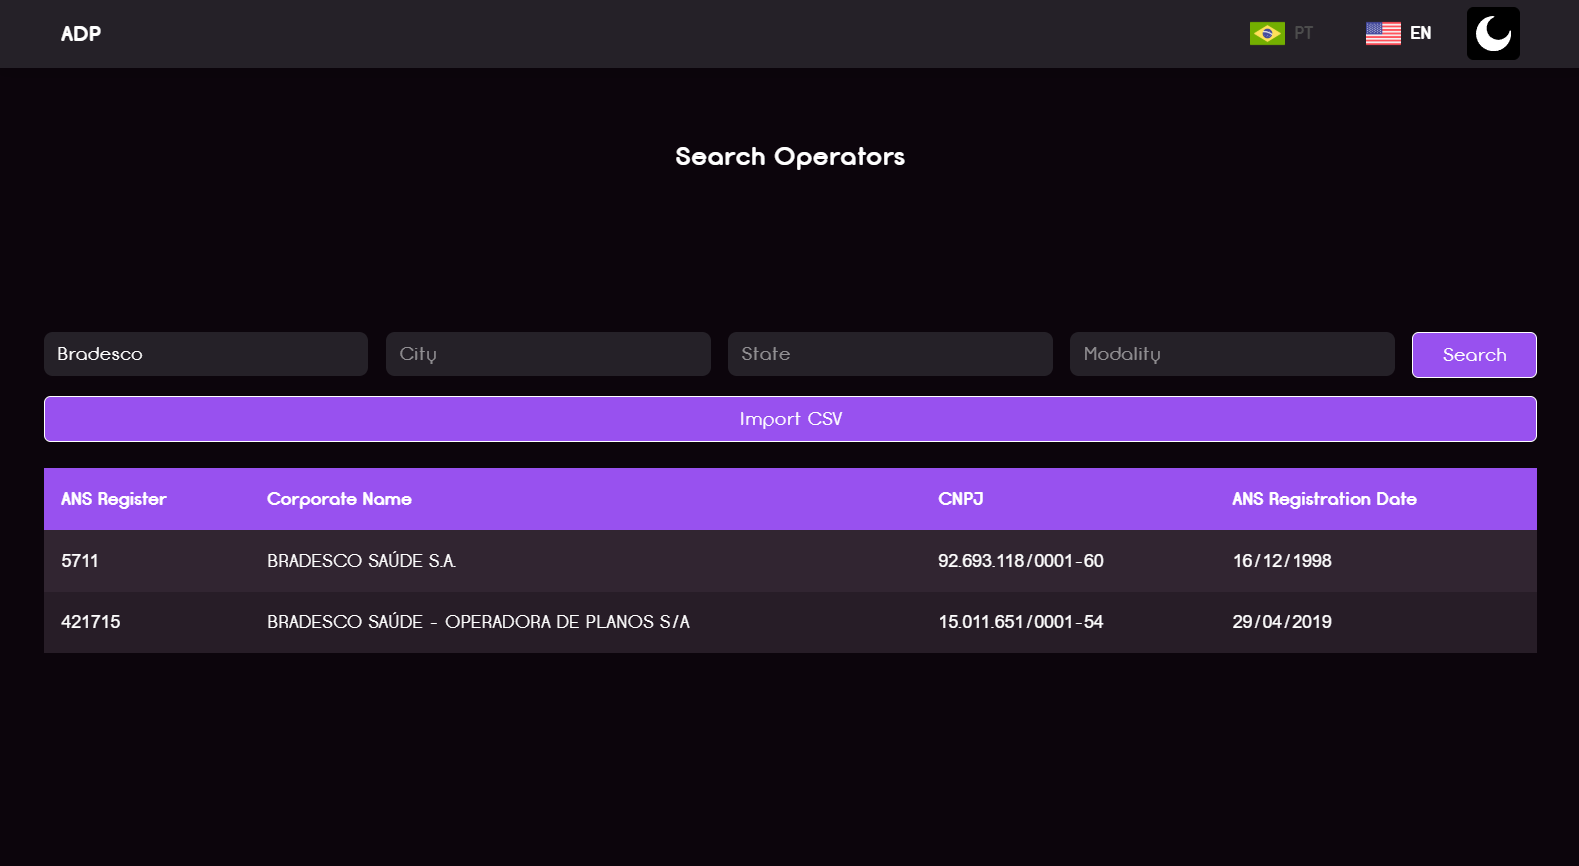 ADP PT EN
Search Operators
Bradesco City State Modality Search
Import CSV
ANS Register Corporate Name CNPJ ANS Registration Date
5711 BRADESCO SAÚDE S.A. 92.693.118/0001-60 16/12/1998
421715 BRADESCO SAÚDE - OPERADORA DE PLANOS S/A 15.011.651/0001-54 29/04/2019